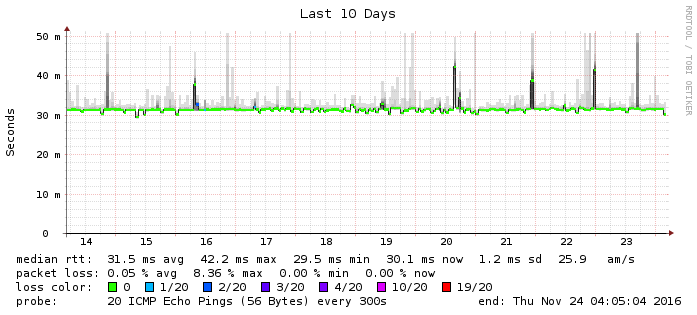 Last 10 Days
RRDTOOL / TOBI OETIKER
Seconds
50 m
40 m
30 m
20 m
10 m
0
14 15 16 17 18 19 20 21 22 23
median rtt: 31.5 ms avg 42.2 ms max 29.5 ms min 30.1 ms now 1.2 ms sd 25.9 am/s
packet loss: 0.05 % avg 8.36 % max 0.00 % min 0.00 % now
loss color: 0 1/20 2/20 3/20 4/20 10/20 19/20
probe: 20 ICMP Echo Pings (56 Bytes) every 300s end: Thu Nov 24 04:05:04 2016